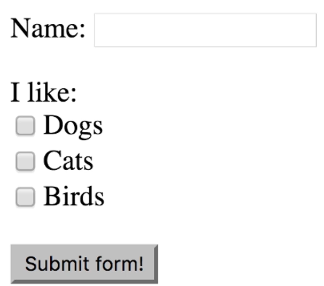 Name:
I like:
Dogs
Cats
Birds
Submit form!